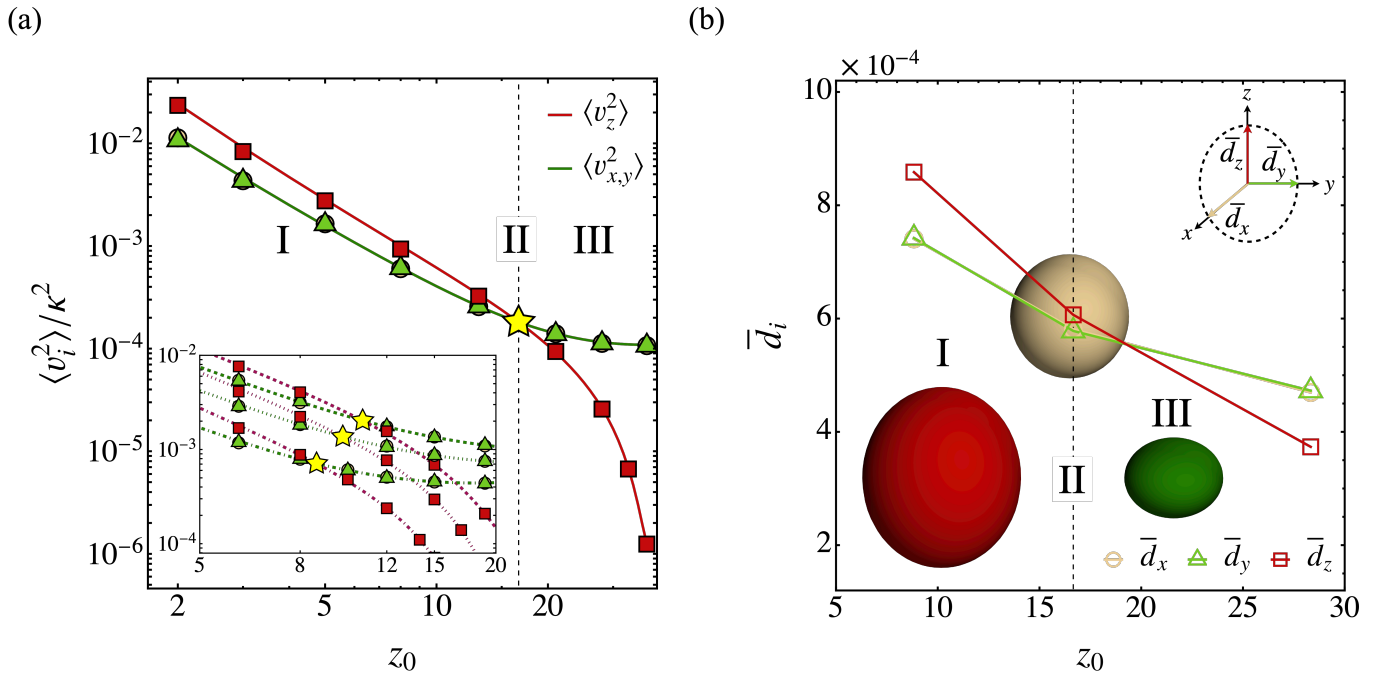 (a)
⟨v_z^2⟩
⟨v_{x,y}^2⟩
I
II
III
⟨v_i^2⟩/κ^2
10^{-2}
10^{-3}
10^{-4}
10^{-5}
10^{-6}
2
5
10
20
z_0
10^{-2}
10^{-3}
10^{-4}
5
8
12
15
20
(b)
× 10^{-4}
10
8
6
4
2
d̄_i
z
d̄_z
d̄_y
y
d̄_x
x
I
II
III
d̄_x
d̄_y
d̄_z
5
10
15
20
25
30
z_0